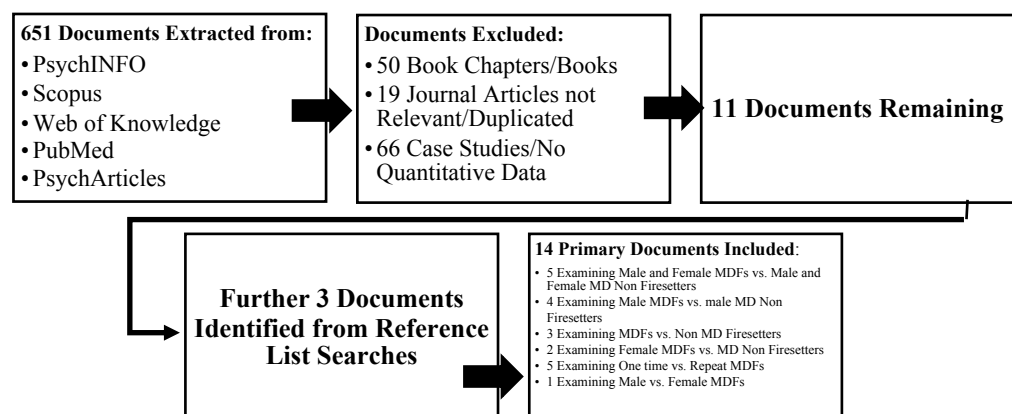 651 Documents Extracted from:
• PsychINFO
• Scopus
• Web of Knowledge
• PubMed
• PsychArticles
Documents Excluded:
• 50 Book Chapters/Books
• 19 Journal Articles not
Relevant/Duplicated
• 66 Case Studies/No
Quantitative Data
11 Documents Remaining
Further 3 Documents
Identified from Reference
List Searches
14 Primary Documents Included:
• 5 Examining Male and Female MDFs vs. Male and
Female MD Non Firesetters
• 4 Examining Male MDFs vs. male MD Non
Firesetters
• 3 Examining MDFs vs. Non MD Firesetters
• 2 Examining Female MDFs vs. MD Non Firesetters
• 5 Examining One time vs. Repeat MDFs
• 1 Examining Male vs. Female MDFs